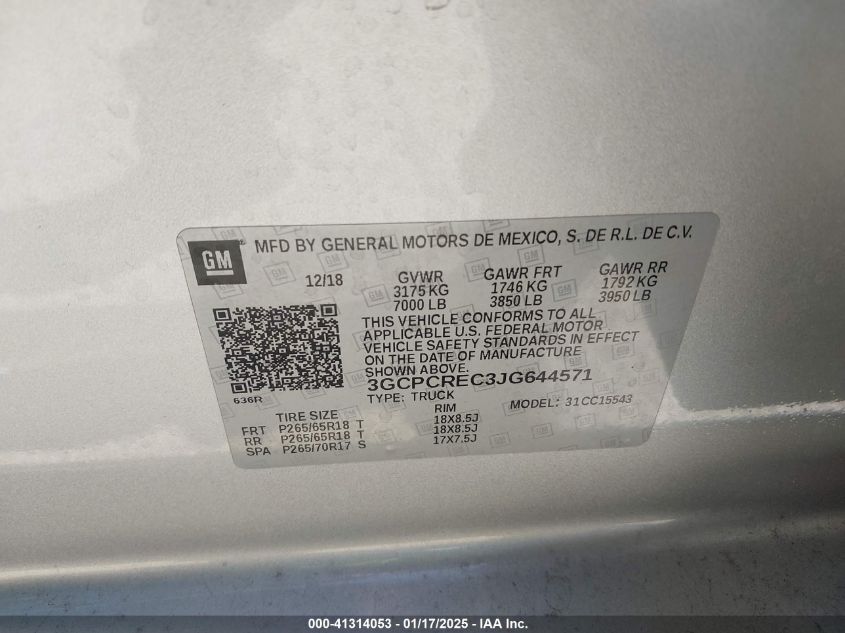 GM
MFD BY GENERAL MOTORS DE MEXICO, S. DE R.L. DE C.V.
12/18 GVWR GAWR FRT GAWR RR
3175 KG 1746 KG 1792 KG
7000 LB 3850 LB 3950 LB
THIS VEHICLE CONFORMS TO ALL
APPLICABLE U.S. FEDERAL MOTOR
VEHICLE SAFETY STANDARDS IN EFFECT
ON THE DATE OF MANUFACTURE
SHOWN ABOVE.
3GCPCREC3JG644571
636R TYPE: TRUCK MODEL: 31CC15543
TIRE SIZE RIM
FRT P265/65R18 T 18X8.5J
RR P265/65R18 T 18X8.5J
SPA P265/70R17 S 17X7.5J
000-41314053 - 01/17/2025 - IAA Inc.